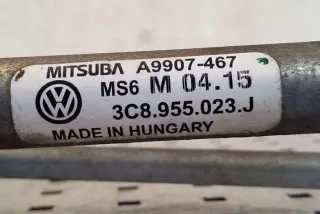 MITSUBA A9907-467
MS6 M 04.15
3C8.955.023.J
MADE IN HUNGARY